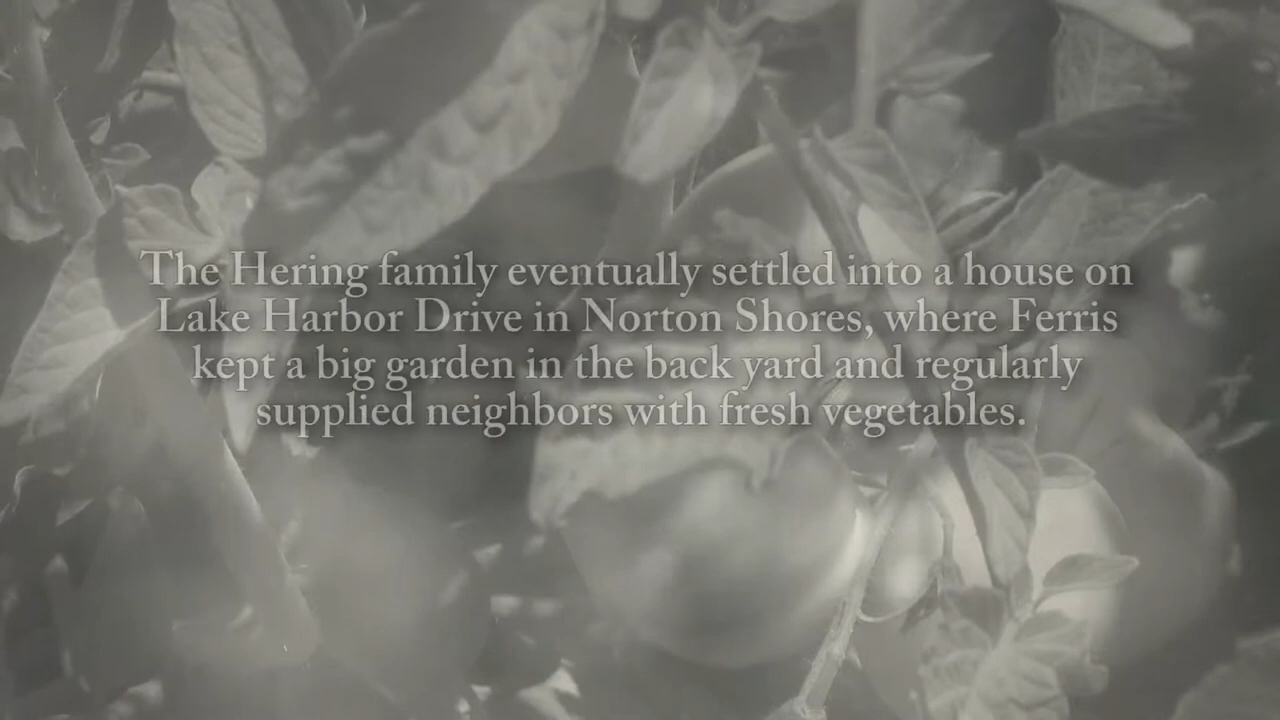 The Hering family eventually settled into a house on
Lake Harbor Drive in Norton Shores, where Ferris
kept a big garden in the back yard and regularly
supplied neighbors with fresh vegetables.